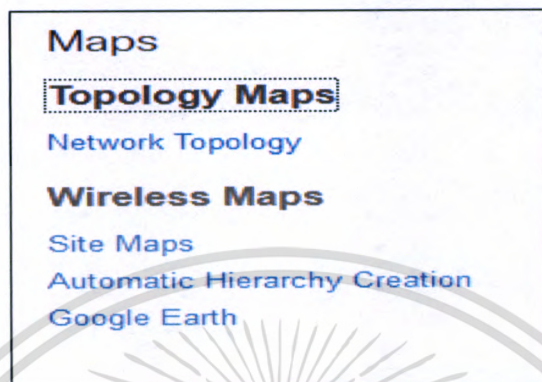 Maps
Topology Maps
Network Topology
Wireless Maps
Site Maps
Automatic Hierarchy Creation
Google Earth